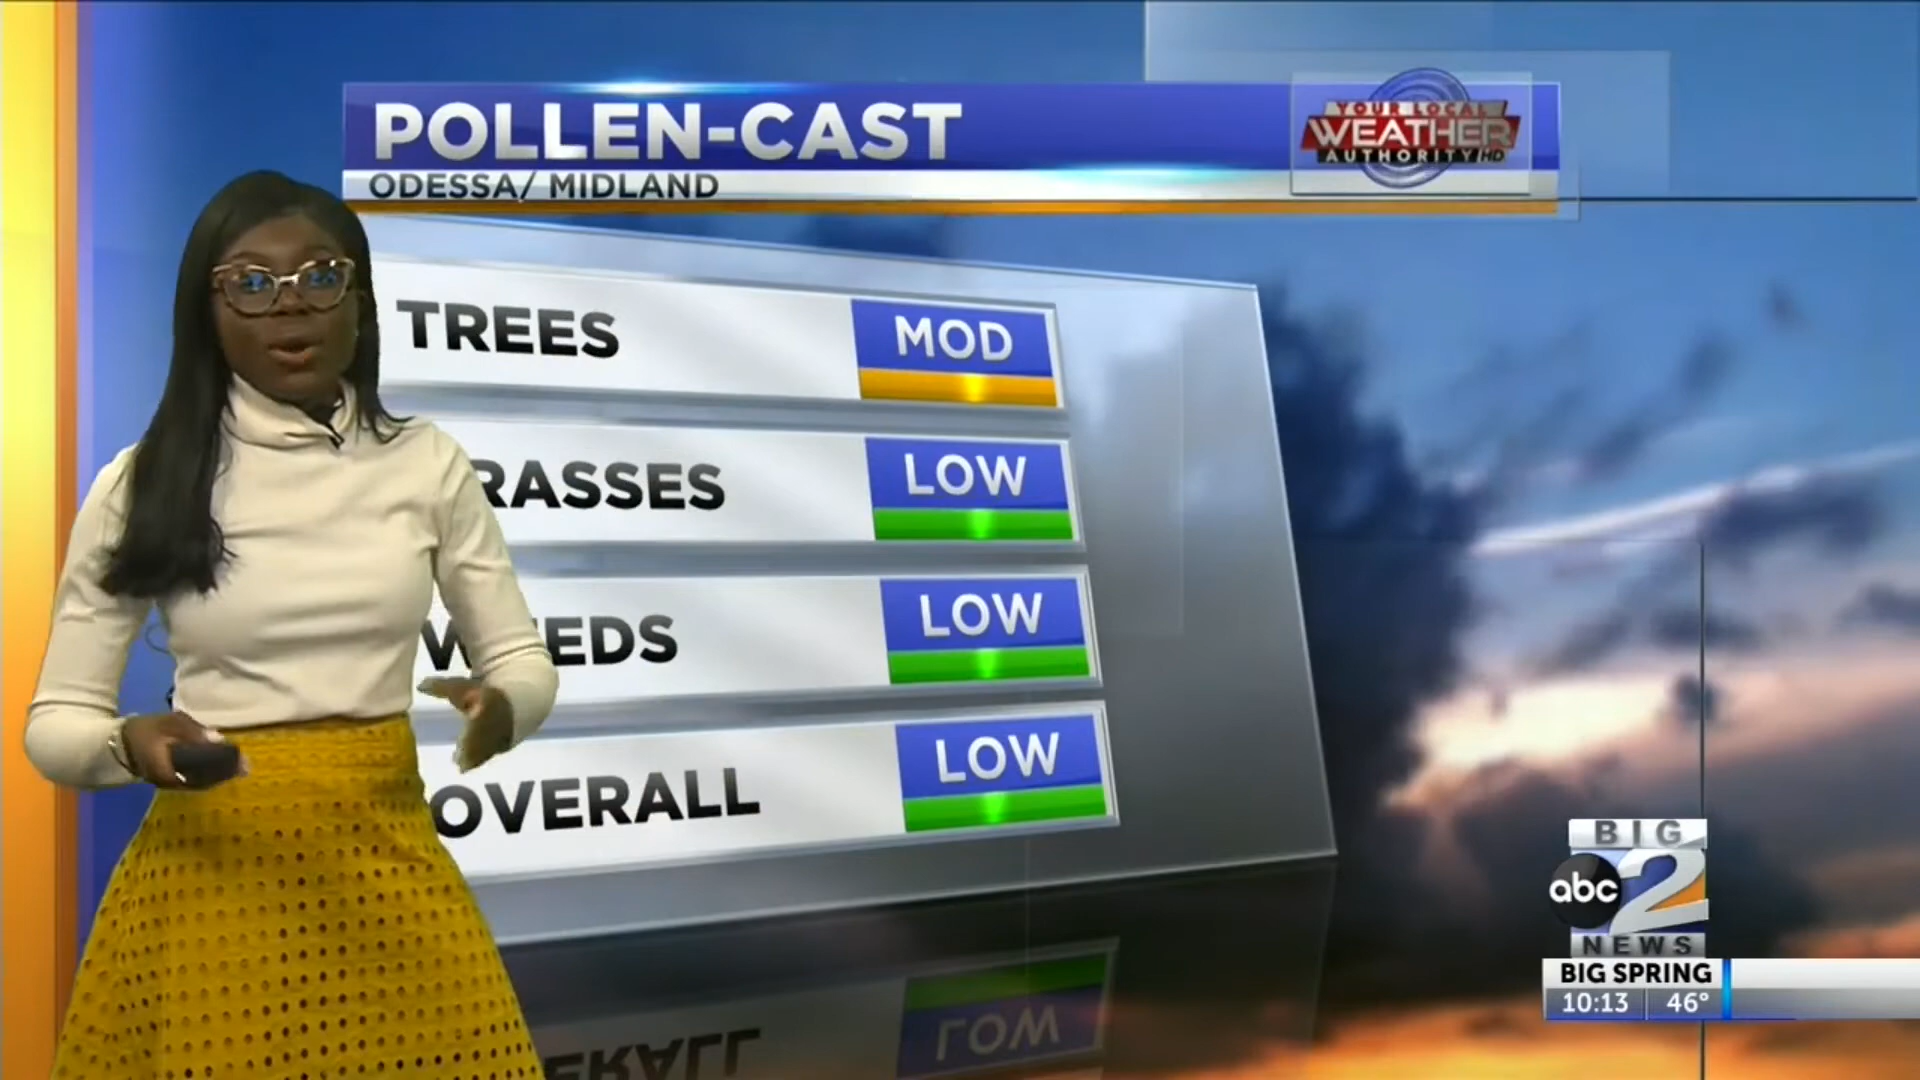 POLLEN-CAST
ODESSA/ MIDLAND
YOUR LOCAL
WEATHER
AUTHORITY HD
TREES MOD
RASSES LOW
WEEDS LOW
OVERALL LOW
BIG
abc 2
NEWS
BIG SPRING
10:13 46°